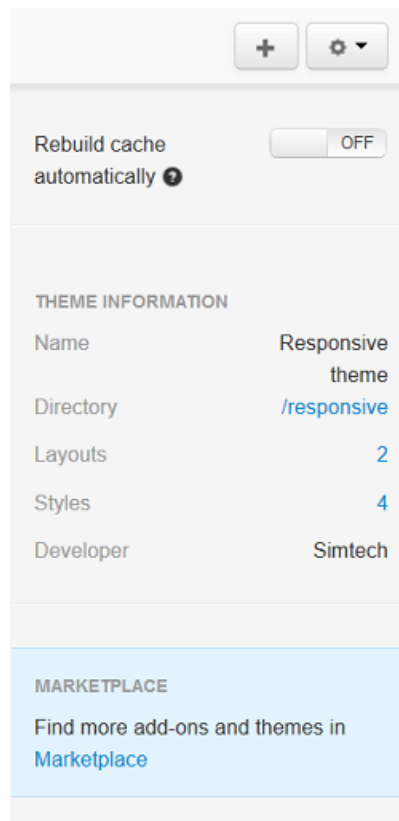 OFF
Rebuild cache
automatically
THEME INFORMATION
Name Responsive
theme
Directory /responsive
Layouts 2
Styles 4
Developer Simtech
MARKETPLACE
Find more add-ons and themes in
Marketplace